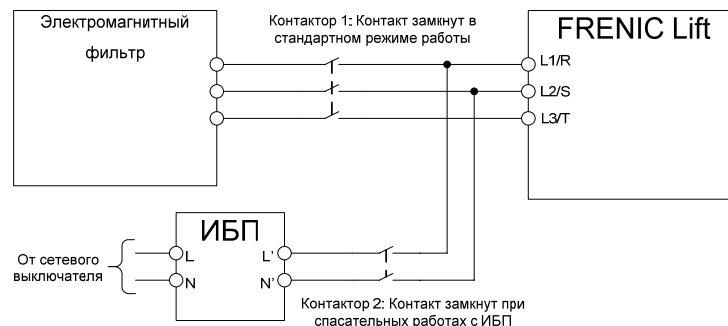 Электромагнитный
фильтр
Контактор 1: Контакт замкнут в
стандартном режиме работы
FRENIC Lift
L1/R
L2/S
L3/T
ИБП
От сетевого
выключателя
L
N
L'
N'
Контактор 2: Контакт замкнут при
спасательных работах с ИБП